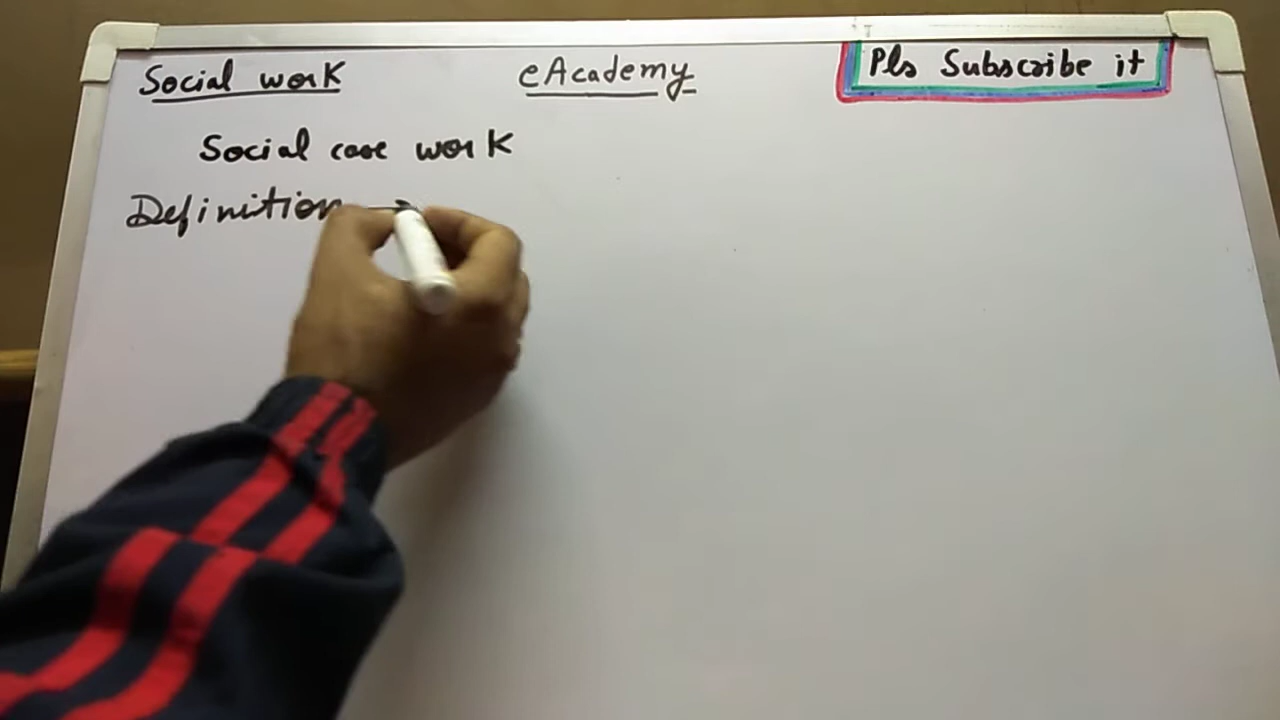 Social work eAcademy Pls Subscribe it
Social case work
Definition →